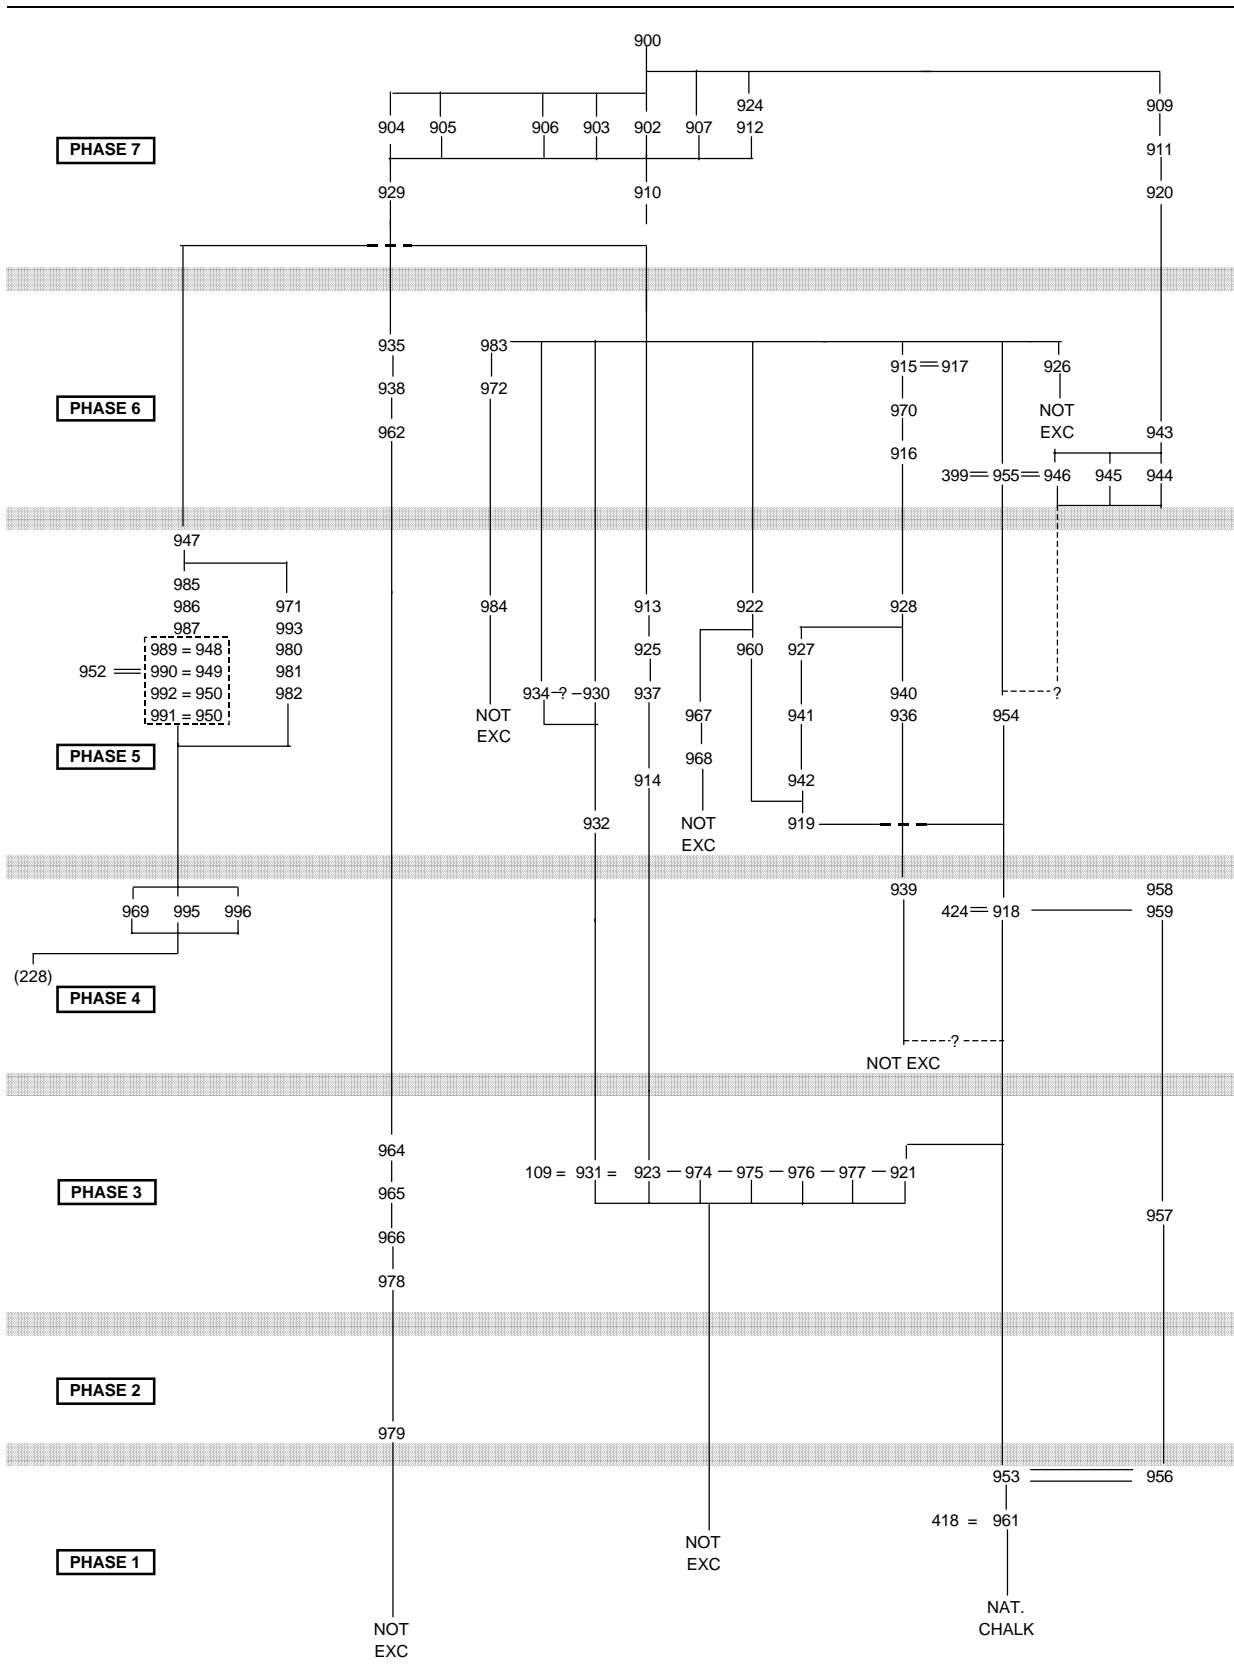 900
924 909
904 905 906 903 902 907 912
PHASE 7 911
929 910 920
935 983
915 917 926
938 972
PHASE 6 970 NOT
EXC
962 943
916
399 955 946 945 944
947
985
986 971 984 913 922 928
987 993
989 = 948 980 925 960 927
952 990 = 949 981
992 = 950 982 934 – ? – 930 937 940 ?
991 = 950 NOT
EXC 967 941 936 954
PHASE 5 968
914 942
932 NOT
EXC 919
939 958
969 995 996 424 918 959
(228)
PHASE 4
?
NOT EXC
964
109 = 931 = 923 – 974 – 975 – 976 – 977 – 921
PHASE 3 965
957
966
978
PHASE 2
979
953 956
418 = 961
NOT
EXC
PHASE 1
NAT.
CHALK
NOT
EXC